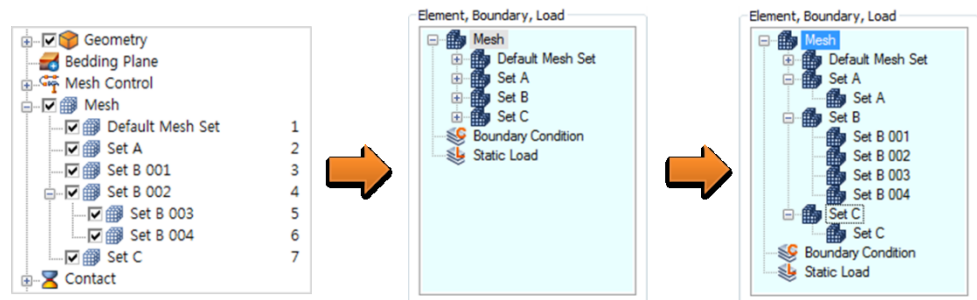 Geometry
Bedding Plane
Mesh Control
Mesh
Default Mesh Set 1
Set A 2
Set B 001 3
Set B 002 4
Set B 003 5
Set B 004 6
Set C 7
Contact
Element, Boundary, Load
Mesh
Default Mesh Set
Set A
Set B
Set C
Boundary Condition
Static Load
Element, Boundary, Load
Mesh
Default Mesh Set
Set A
Set A
Set B
Set B 001
Set B 002
Set B 003
Set B 004
Set C
Set C
Boundary Condition
Static Load